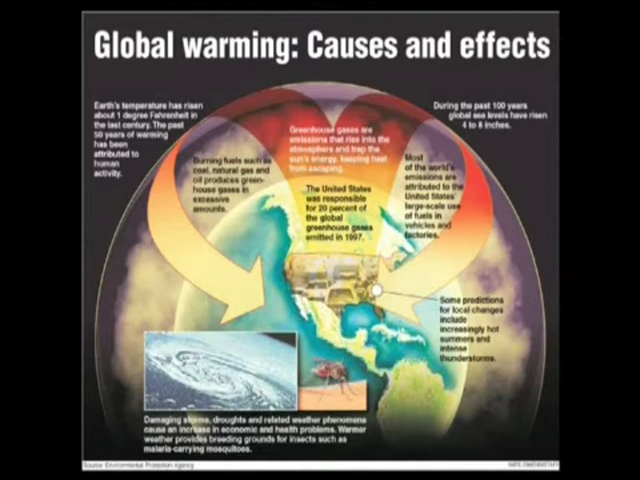 Global warming: Causes and effects
Earth's temperature has risen
about 1 degree Fahrenheit in
the last century. The past
50 years of warming
has been
attributed to
human
activity.
During the past 100 years
global sea levels have risen
4 to 8 inches.
Burning fuels such as
coal, natural gas and
oil produces green-
house gases in
excessive
amounts.
Greenhouse gases are
emissions that rise into the
atmosphere and trap the
sun's energy, keeping heat
from escaping.
The United States
was responsible
for 20 percent of
the global
greenhouse gases
emitted in 1997.
Most
of the world's
emissions are
attributed to the
United States'
large-scale use
of fuels in
vehicles and
factories.
Some predictions
for local changes
include
increasingly hot
summers and
intense
thunderstorms.
Damaging storms, droughts and related weather phenomena
cause an increase in economic and health problems. Warmer
weather provides breeding grounds for insects such as
malaria-carrying mosquitoes.
Source: Environmental Protection Agency